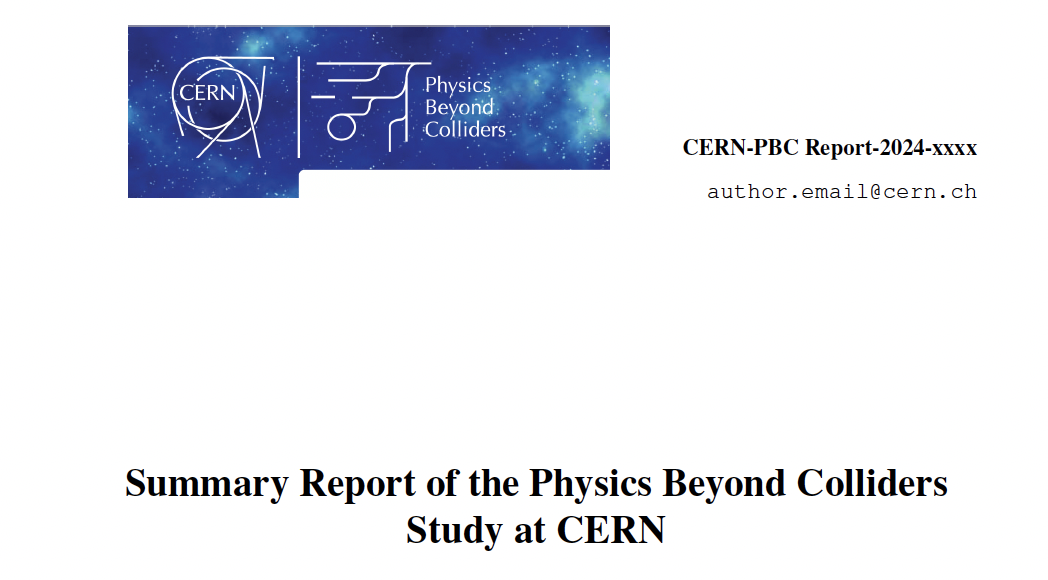 CERN
Physics
Beyond
Colliders
CERN-PBC Report-2024-xxxx
author.email@cern.ch
Summary Report of the Physics Beyond Colliders
Study at CERN